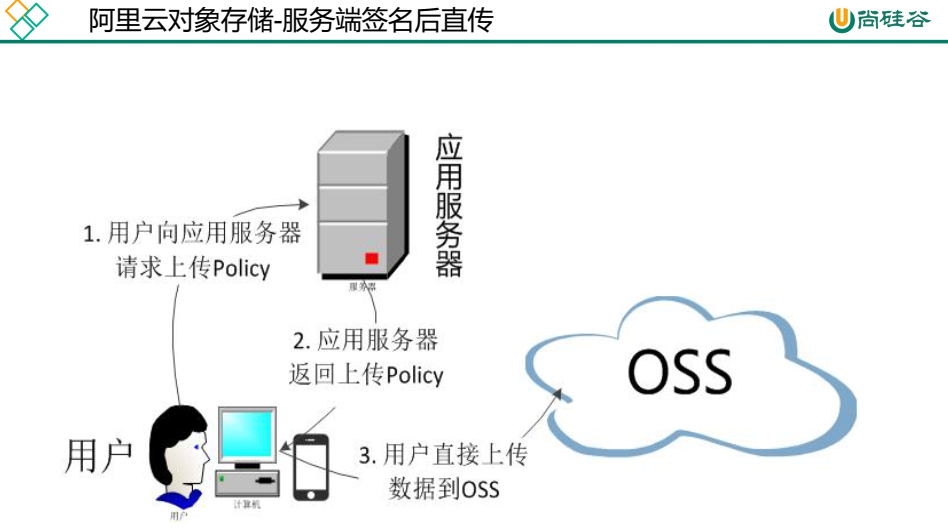 阿里云对象存储-服务端签名后直传
尚硅谷
应用服务器
1. 用户向应用服务器
请求上传Policy
服务器
2. 应用服务器
返回上传Policy
OSS
用户
3. 用户直接上传
数据到OSS
计算机
用户